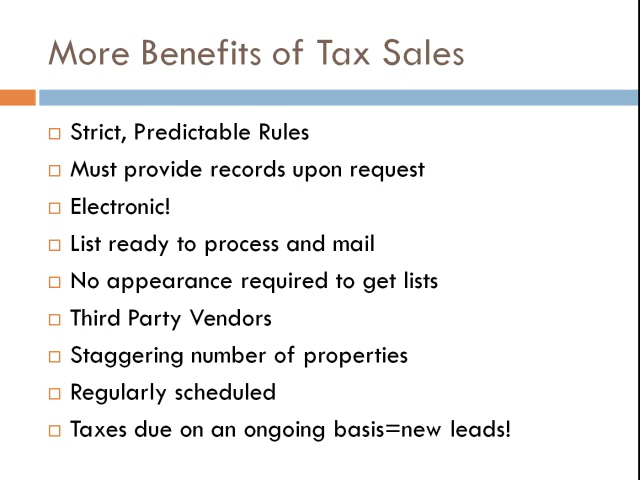 More Benefits of Tax Sales
Strict, Predictable Rules
Must provide records upon request
Electronic!
List ready to process and mail
No appearance required to get lists
Third Party Vendors
Staggering number of properties
Regularly scheduled
Taxes due on an ongoing basis=new leads!